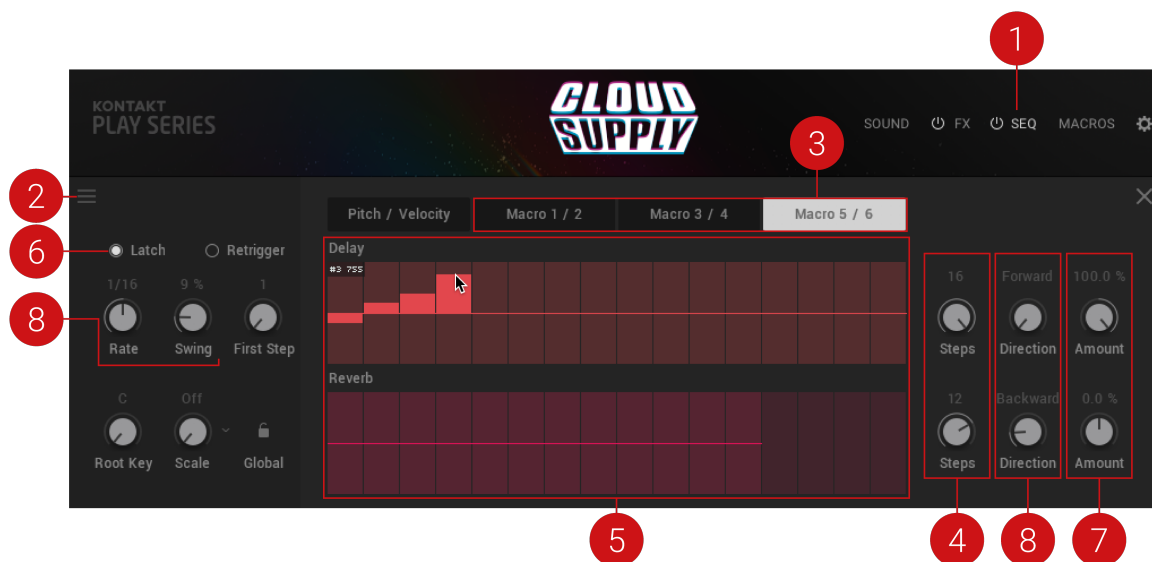 1
KONTAKT
PLAY SERIES
CLOUD
SUPPLY
SOUND FX SEQ MACROS
3
2
Pitch / Velocity Macro 1 / 2 Macro 3 / 4 Macro 5 / 6
6
Latch Retrigger
Delay
#3 755
1/16 9 % 1
16 Forward 100.0 %
8
Rate Swing First Step
Steps Direction Amount
Reverb
C Off
12 Backward 0.0 %
Root Key Scale Global
Steps Direction Amount
5
4 8 7